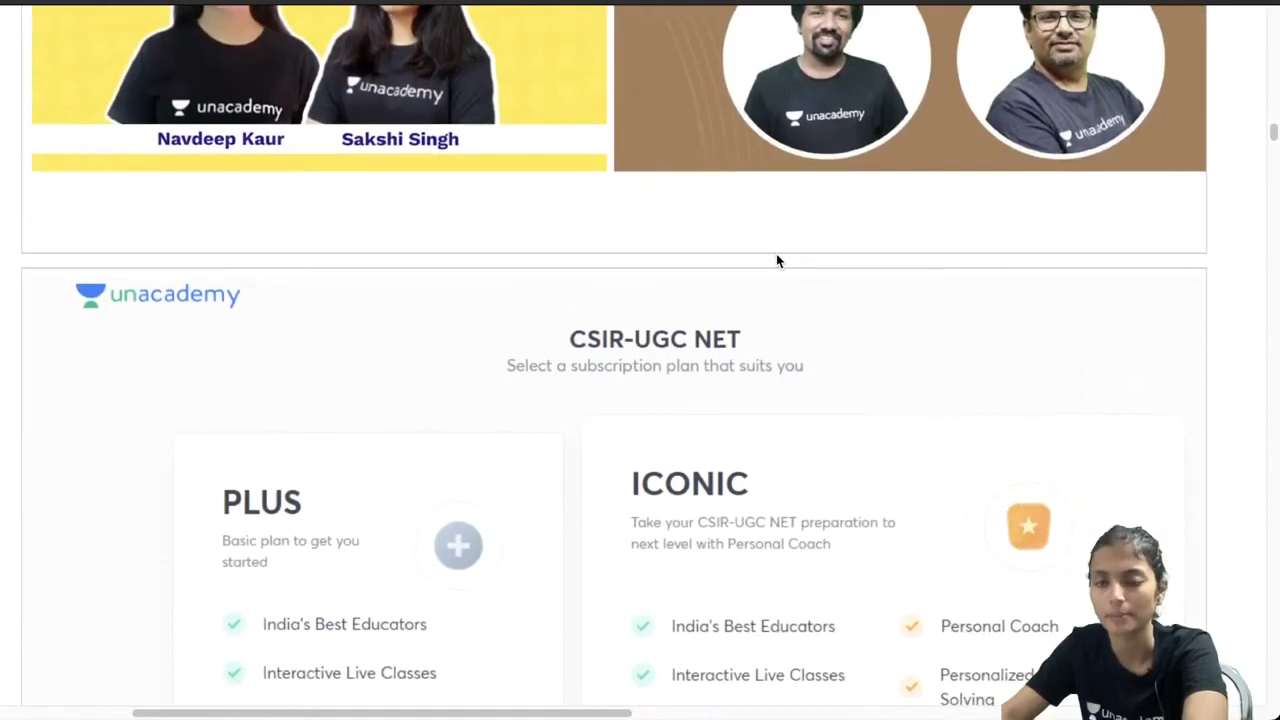 unacademy
unacademy
unacademy
unacademy
Navdeep Kaur
Sakshi Singh
unacademy
CSIR-UGC NET
Select a subscription plan that suits you
PLUS
Basic plan to get you
started
India's Best Educators
Interactive Live Classes
ICONIC
Take your CSIR-UGC NET preparation to
next level with Personal Coach
India's Best Educators
Personal Coach
Interactive Live Classes
Personalized
Solving